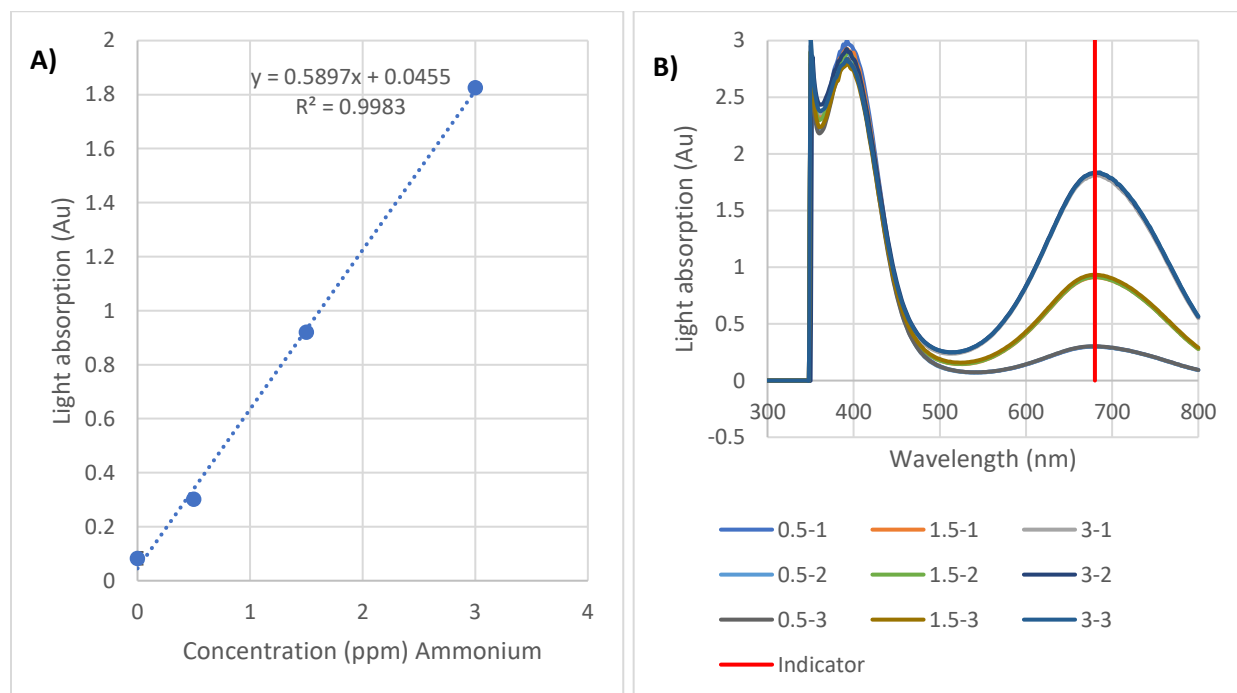 A)
y = 0.5897x + 0.0455
R² = 0.9983
Light absorption (Au)
2
1.8
1.6
1.4
1.2
1
0.8
0.6
0.4
0.2
0
0 1 2 3 4
Concentration (ppm) Ammonium
B)
Light absorption (Au)
3
2.5
2
1.5
1
0.5
0
-0.5
300 400 500 600 700 800
Wavelength (nm)
0.5-1 1.5-1 3-1
0.5-2 1.5-2 3-2
0.5-3 1.5-3 3-3
Indicator